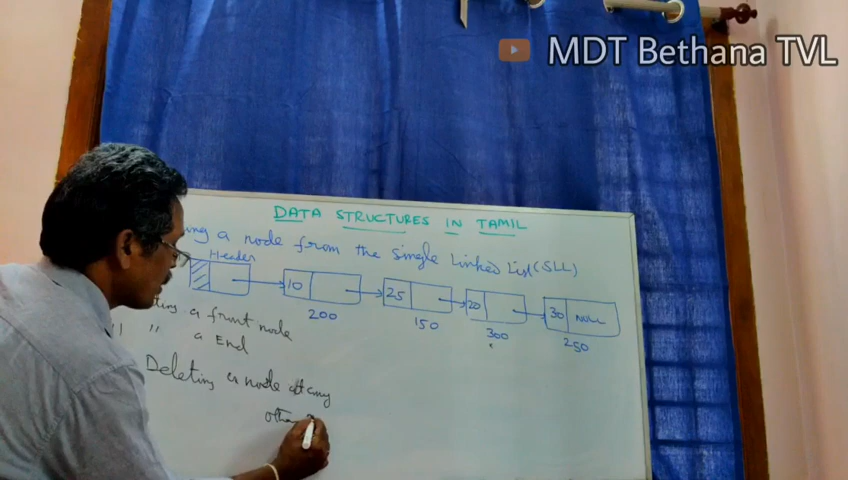 MDT Bethana TVL
DATA STRUCTURES IN TAMIL
a node from the Single Linked List (SLL)
Header
10 25 20 30 NULL
200 150 300 250
a front node
" a End
Deleting a node at any